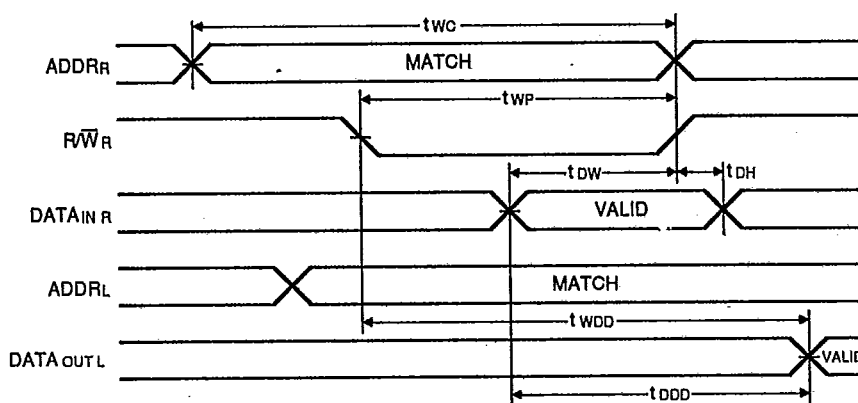 tWC
ADDRR MATCH
tWP
R/W̅R
tDW tDH
DATAIN R VALID
ADDRL MATCH
tWDD
DATAOUT L VALID
tDDD